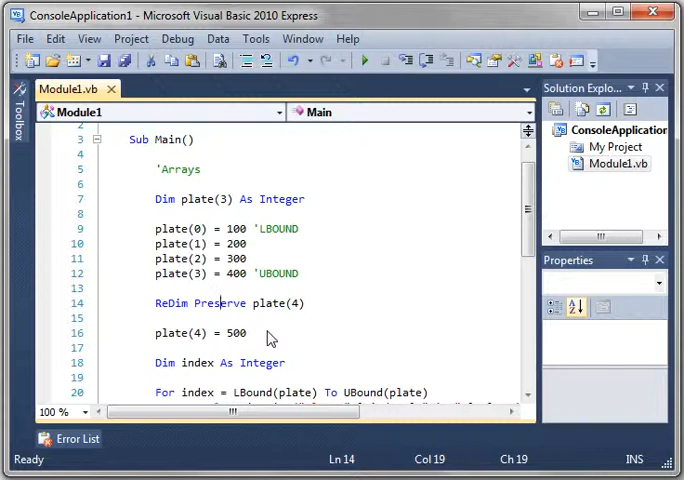 ConsoleApplication1 - Microsoft Visual Basic 2010 Express
File Edit View Project Debug Data Tools Window Help
Module1.vb
Solution Explo...
Toolbox
Module1 Main
ConsoleApplication
My Project
Module1.vb
2
3 Sub Main()
4
5 'Arrays
6
7 Dim plate(3) As Integer
8
9 plate(0) = 100 'LBOUND
10 plate(1) = 200
11 plate(2) = 300
12 plate(3) = 400 'UBOUND
13
14 ReDim Preserve plate(4)
15
16 plate(4) = 500
17
18 Dim index As Integer
19
20 For index = LBound(plate) To UBound(plate)
Properties
100 %
Error List
Ready Ln 14 Col 19 Ch 19 INS